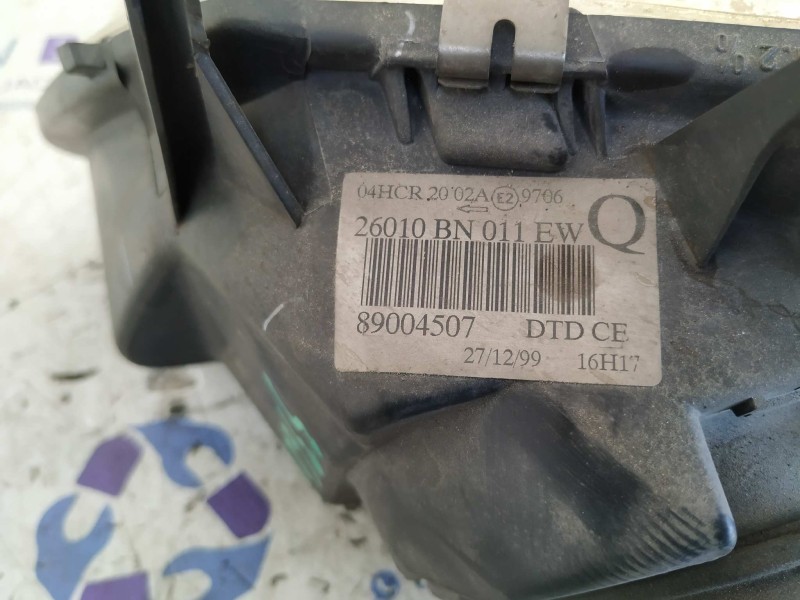 04HCR 20 02A E2 9706
←
26010 BN 011 EW Q
89004507 DTD CE
27/12/99 16H17